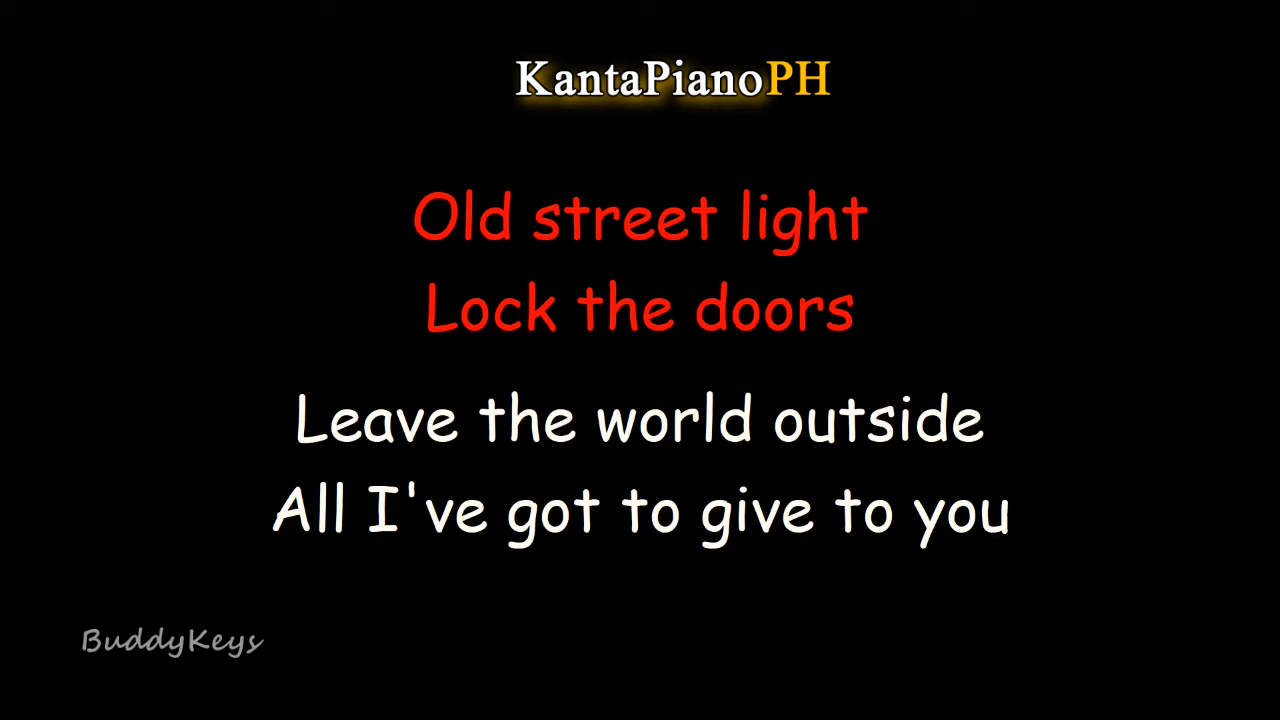 KantaPianoPH
Old street light
Lock the doors
Leave the world outside
All I've got to give to you
BuddyKeys